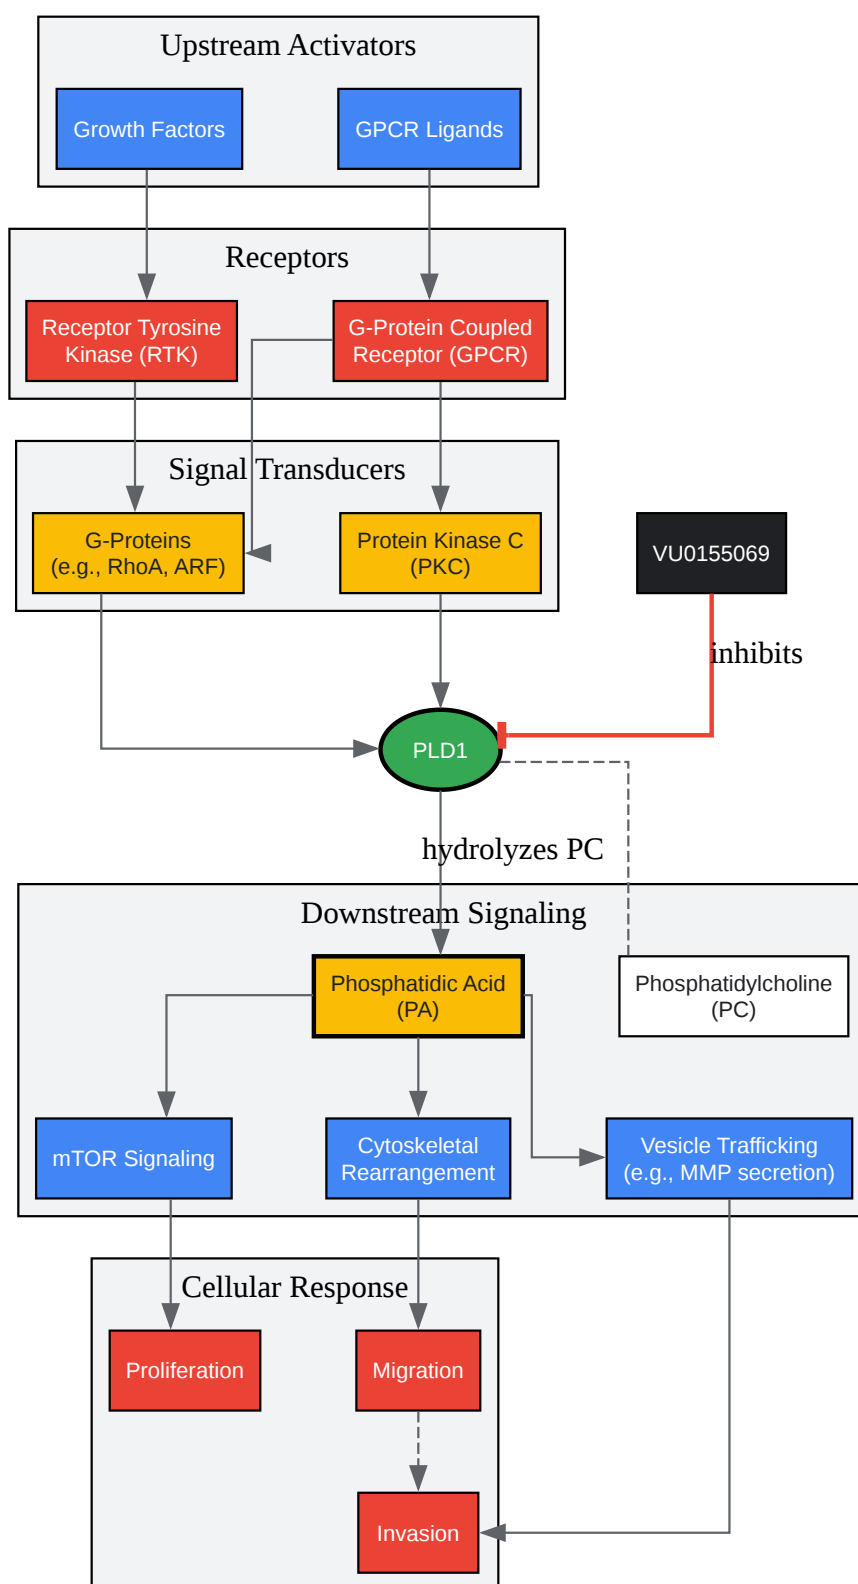 Upstream Activators
Growth Factors
GPCR Ligands
Receptors
Receptor Tyrosine
Kinase (RTK)
G-Protein Coupled
Receptor (GPCR)
Signal Transducers
G-Proteins
(e.g., RhoA, ARF)
Protein Kinase C
(PKC)
VU0155069
inhibits
PLD1
hydrolyzes PC
Downstream Signaling
Phosphatidic Acid
(PA)
Phosphatidylcholine
(PC)
mTOR Signaling
Cytoskeletal
Rearrangement
Vesicle Trafficking
(e.g., MMP secretion)
Cellular Response
Proliferation
Migration
Invasion